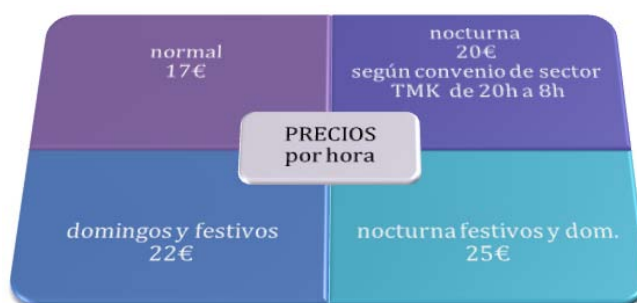 normal
17€
nocturna
20€
según convenio de sector
TMK de 20h a 8h
PRECIOS
por hora
domingos y festivos
22€
nocturna festivos y dom.
25€